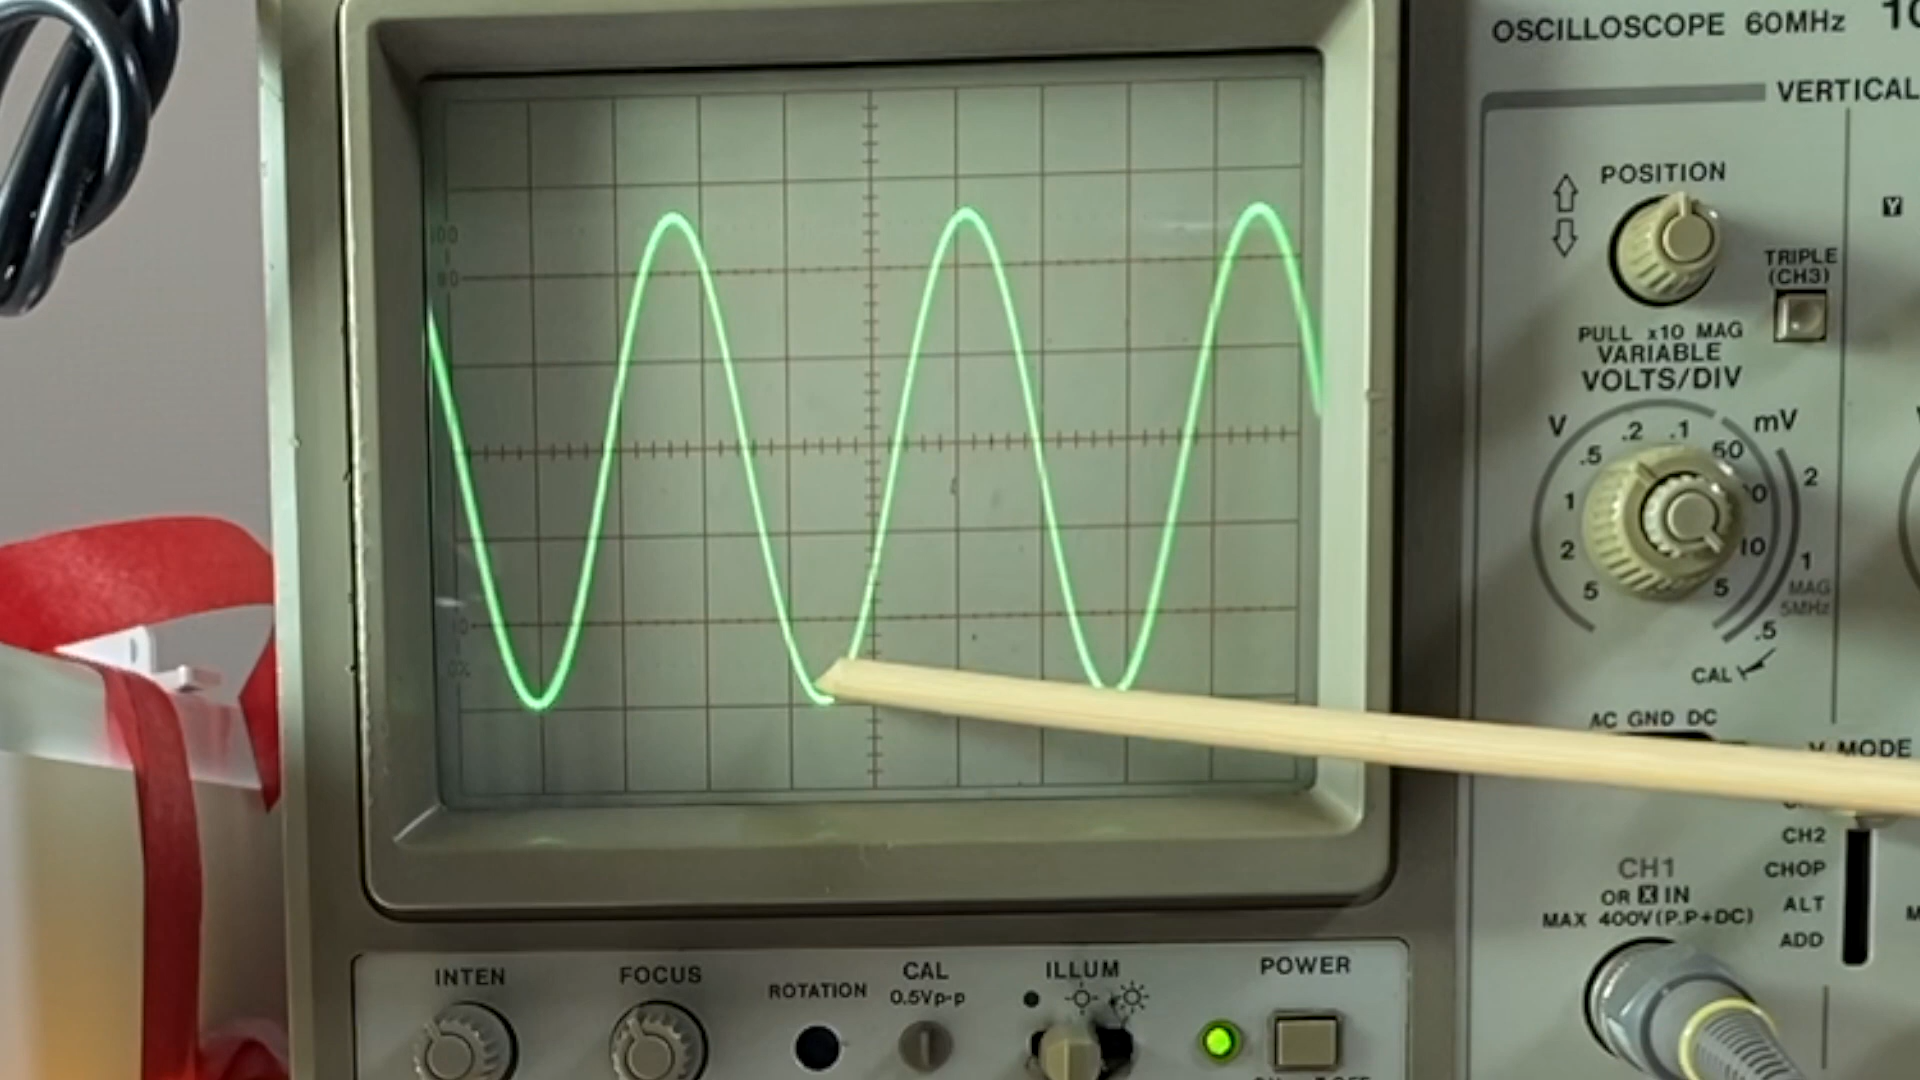 OSCILLOSCOPE 60MHz
VERTICAL
POSITION
Y
TRIPLE
(CH3)
PULL x10 MAG
VARIABLE
VOLTS/DIV
V
mV
.2 .1
.5 50
1
2
2
10
5
5
1
MAG
5MHz
.5
CAL
AC GND DC
V MODE
CH2
CHOP
ALT
ADD
CH1
OR X IN
MAX 400V(P.P+DC)
100
90
10
0%
INTEN
FOCUS
ROTATION
CAL
0.5Vp-p
ILLUM
POWER